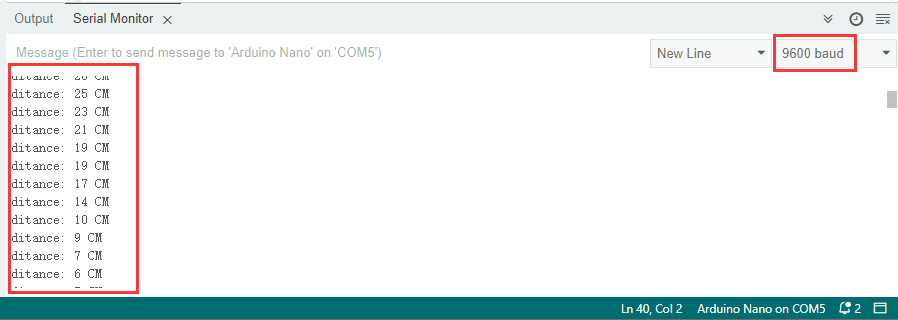 Output Serial Monitor
Message (Enter to send message to 'Arduino Nano' on 'COM5') New Line 9600 baud
ditance: 26 CM
ditance: 25 CM
ditance: 23 CM
ditance: 21 CM
ditance: 19 CM
ditance: 19 CM
ditance: 17 CM
ditance: 14 CM
ditance: 10 CM
ditance: 9 CM
ditance: 7 CM
ditance: 6 CM
Ln 40, Col 2 Arduino Nano on COM5 2